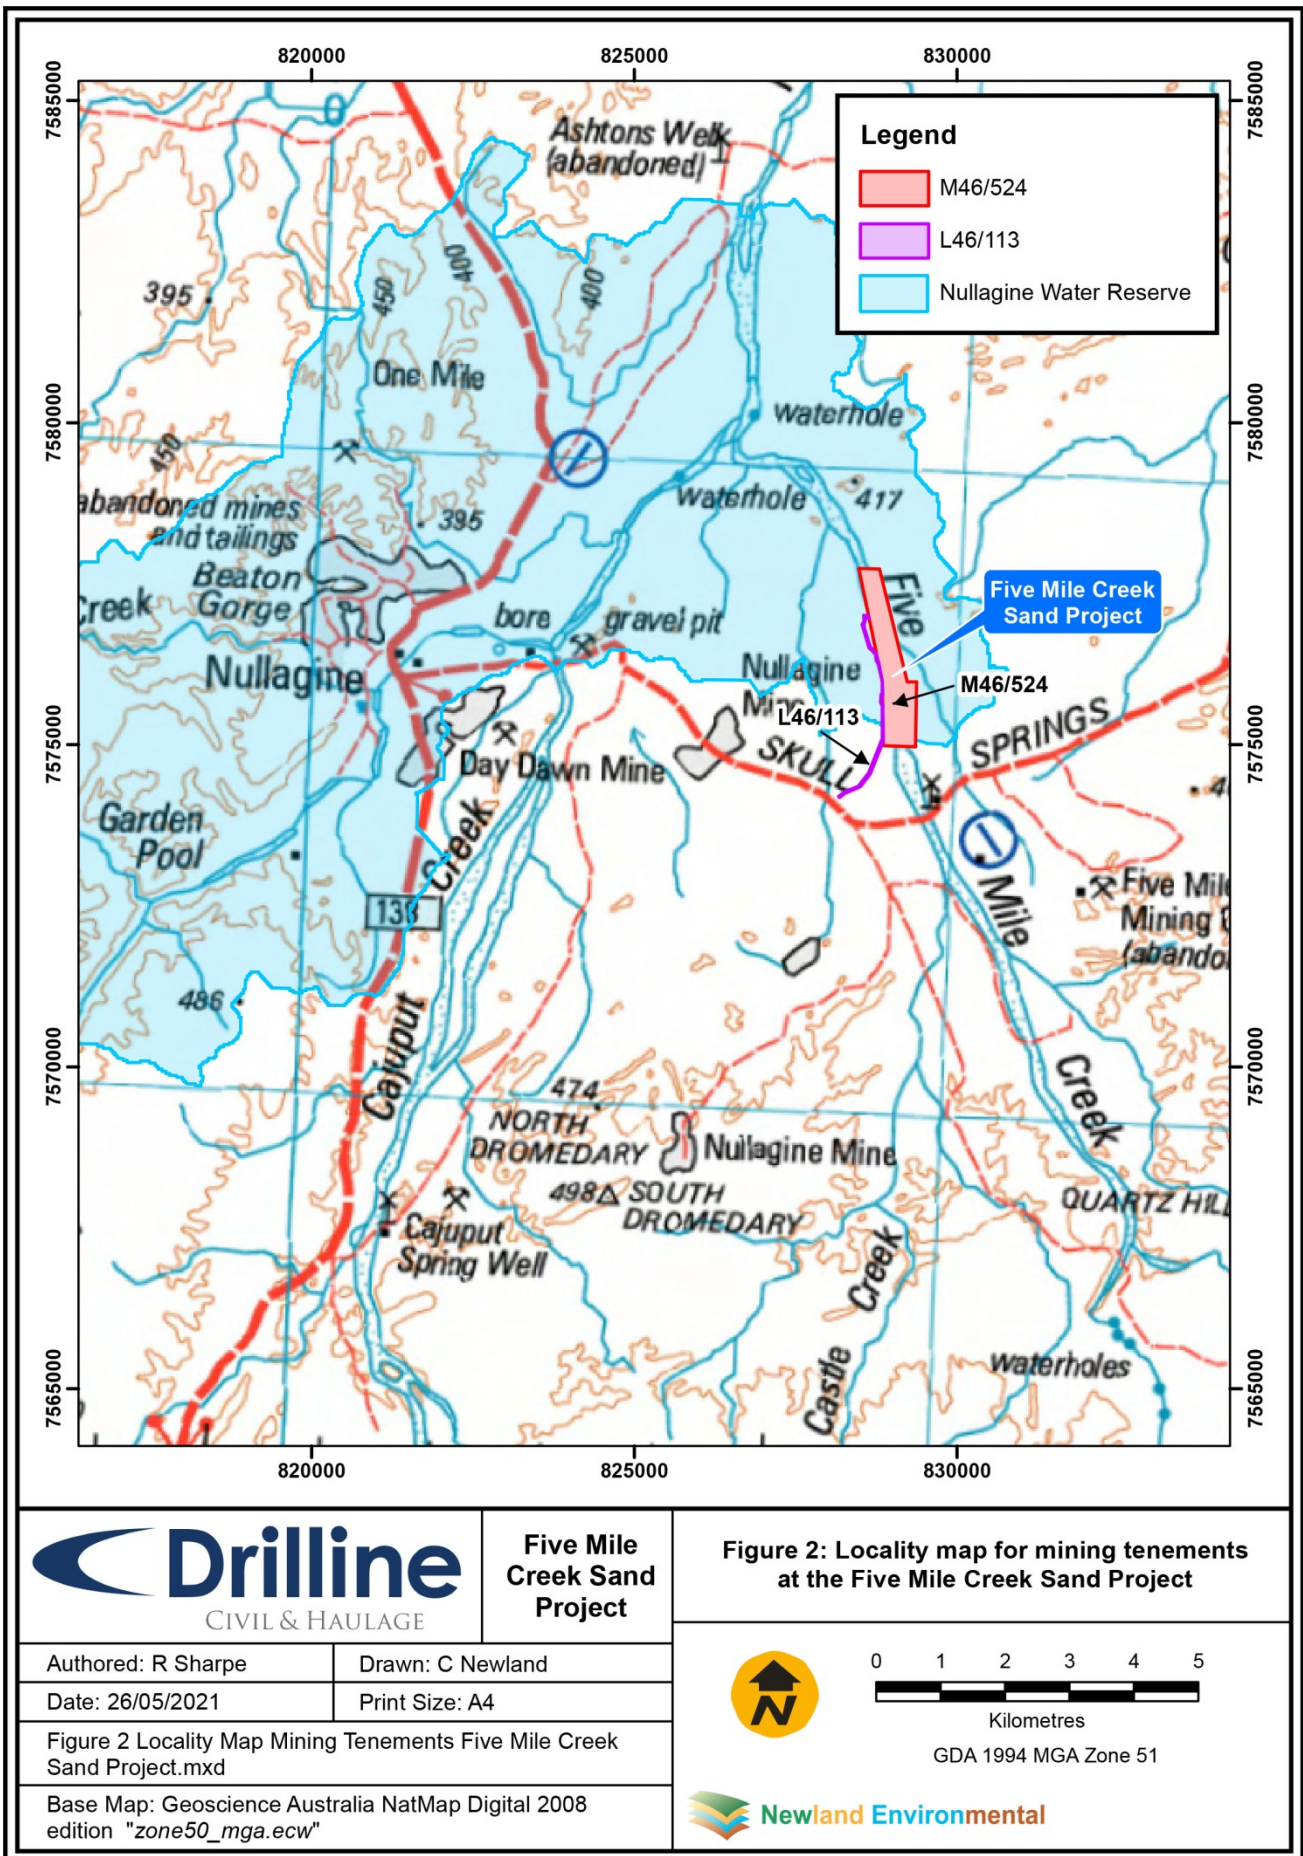 820000
825000
830000
7585000
7585000
Ashtons Well
(abandoned)
Legend
M46/524
L46/113
Nullagine Water Reserve
395
450
400
400
One Mile
7580000
7580000
waterhole
450
waterhole
417
abandoned mines
and tailings
395
Beaton
Gorge
Creek
bore
gravel pit
Five
Five Mile Creek
Sand Project
Nullagine
Nullagine
M46/524
L46/113
7575000
7575000
SKULL
SPRINGS
Day Dawn Mine
Garden
Pool
Creek
Mile
Five Mile
Mining
486
Cajuput
7570000
7570000
474
NORTH
DROMEDARY
Nullagine Mine
Creek
498
SOUTH
DROMEDARY
QUARTZ HILL
Cajuput
Spring Well
Creek
Castle
waterholes
7565000
7565000
820000
825000
830000
Drilline
CIVIL & HAULAGE
Five Mile
Creek Sand
Project
Figure 2: Locality map for mining tenements
at the Five Mile Creek Sand Project
Authored: R Sharpe
Drawn: C Newland
Date: 26/05/2021
Print Size: A4
Figure 2 Locality Map Mining Tenements Five Mile Creek
Sand Project.mxd
Base Map: Geoscience Australia NatMap Digital 2008
edition "zone50_mga.ecw"
N
0 1 2 3 4 5
Kilometres
GDA 1994 MGA Zone 51
Newland Environmental